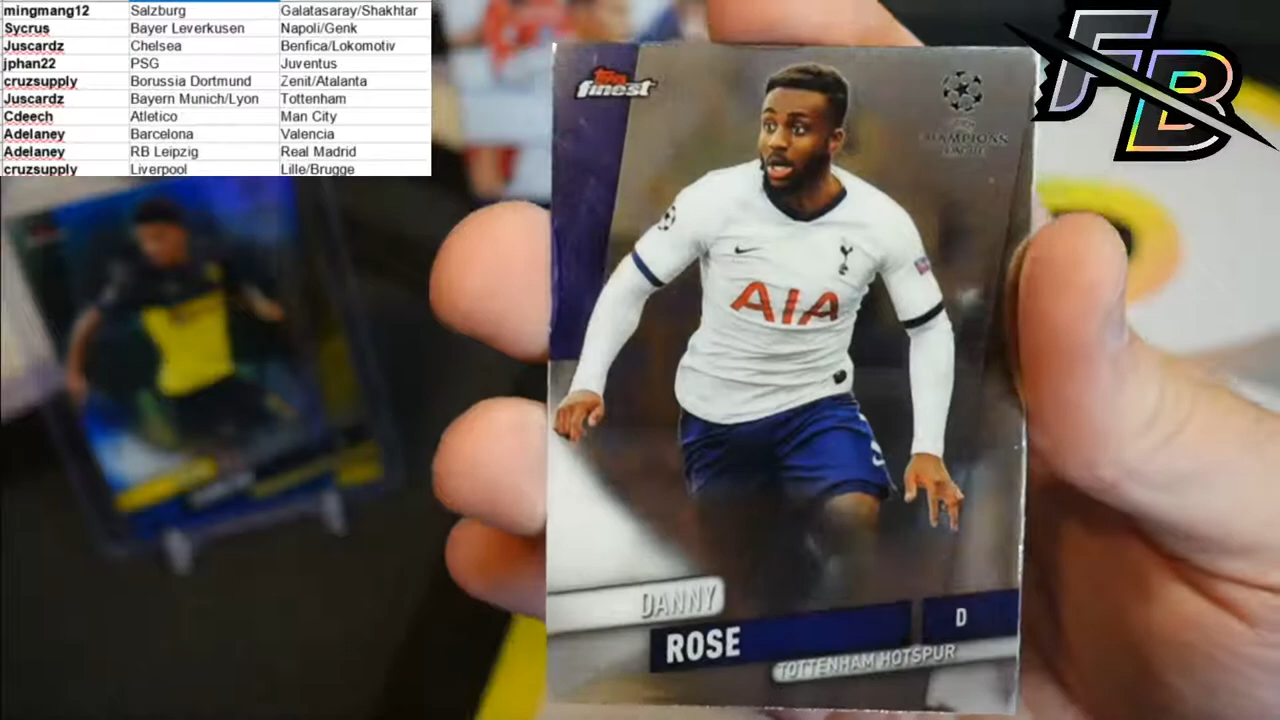 mingmang12 Salzburg Galatasaray/Shakhtar
Sycrus Bayer Leverkusen Napoli/Genk
Juscardz Chelsea Benfica/Lokomotiv
jphan22 PSG Juventus
cruzsupply Borussia Dortmund Zenit/Atalanta
Juscardz Bayern Munich/Lyon Tottenham
Cdeech Atletico Man City
Adelaney Barcelona Valencia
Adelaney RB Leipzig Real Madrid
cruzsupply Liverpool Lille/Brugge
FB
Topps
finest
CHAMPIONS
LEAGUE
AIA
DANNY
ROSE
D
TOTTENHAM HOTSPUR